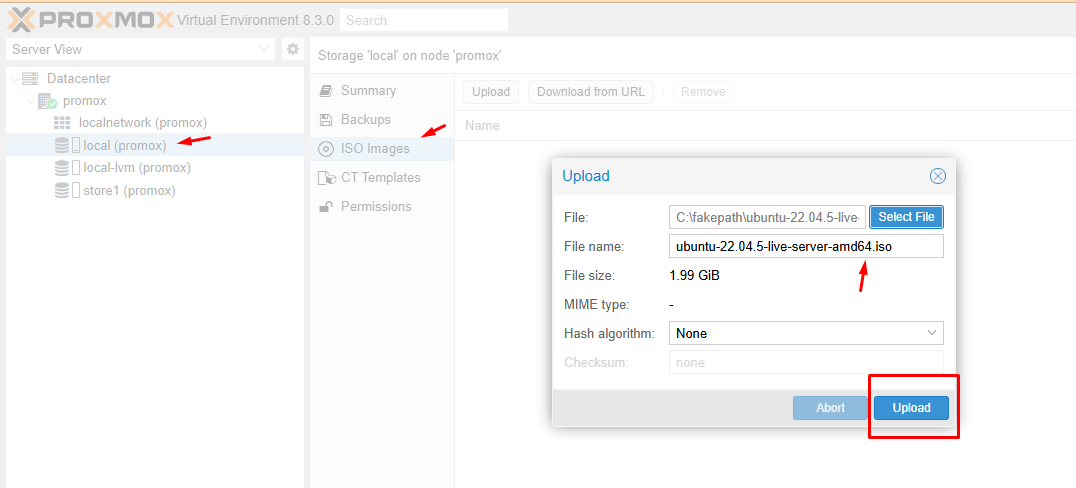 PROXMOX Virtual Environment 8.3.0 Search
Server View
Storage 'local' on node 'promox'
Datacenter
promox
localnetwork (promox)
local (promox)
local-lvm (promox)
store1 (promox)
Summary
Backups
ISO Images
CT Templates
Permissions
Upload Download from URL Remove
Name
Upload
File: C:\fakepath\ubuntu-22.04.5-live- Select File
File name: ubuntu-22.04.5-live-server-amd64.iso
File size: 1.99 GiB
MIME type: -
Hash algorithm: None
Checksum: none
Abort Upload